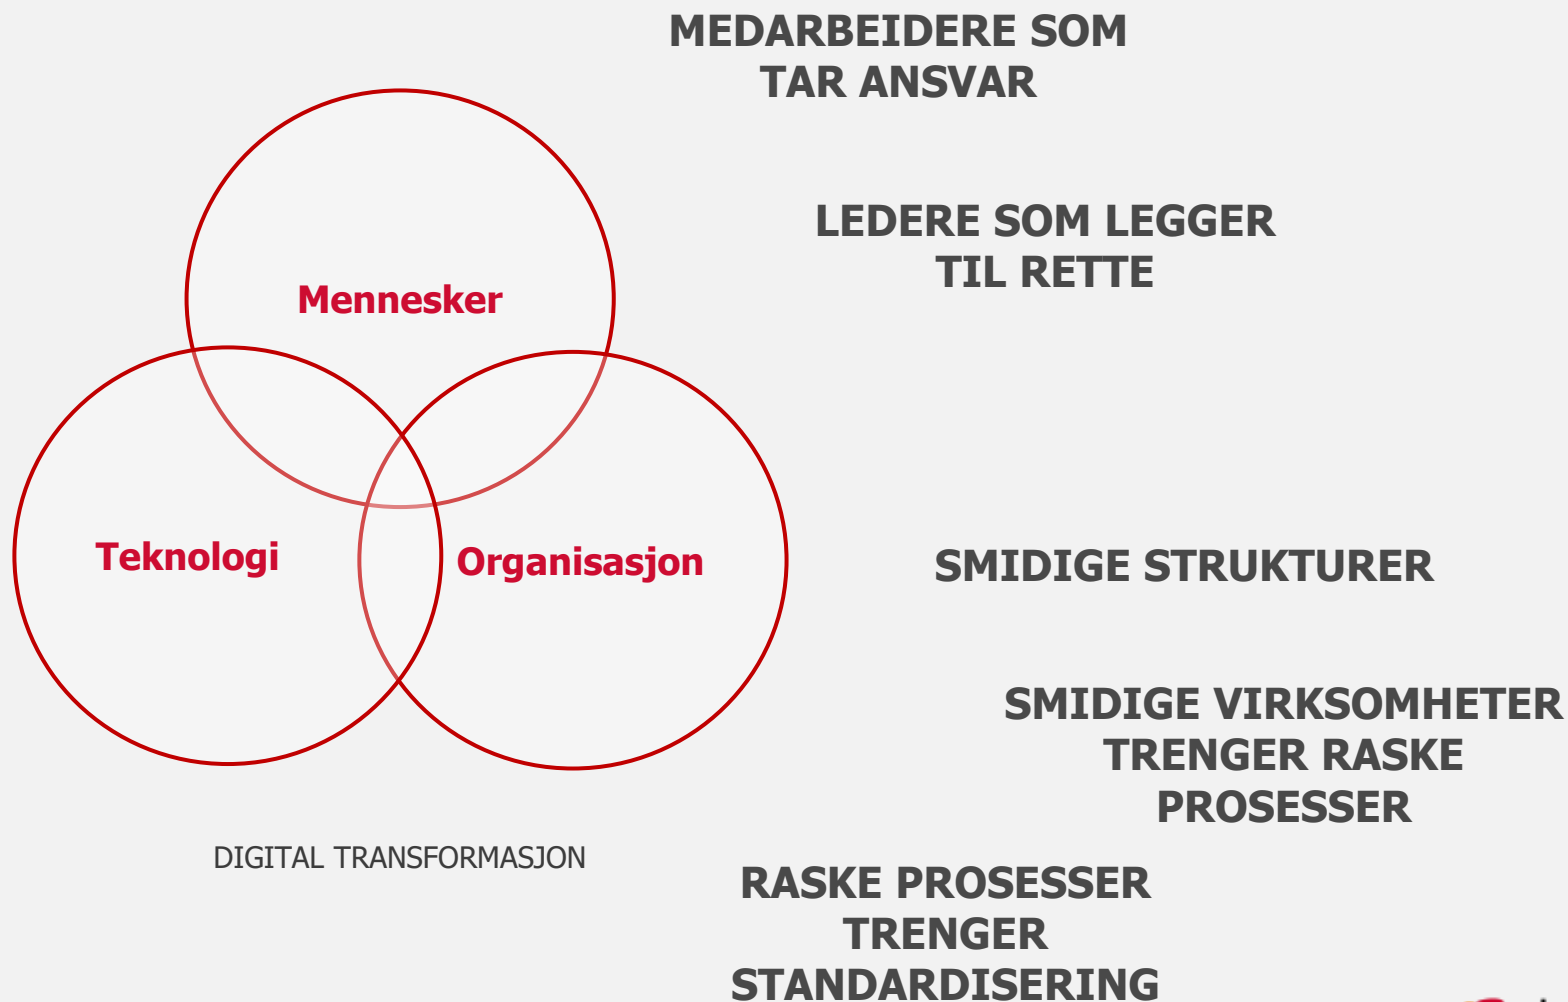 MEDARBEIDERE SOM
TAR ANSVAR
LEDERE SOM LEGGER
TIL RETTE
Mennesker
Teknologi
Organisasjon
SMIDIGE STRUKTURER
SMIDIGE VIRKSOMHETER
TRENGER RASKE
PROSESSER
DIGITAL TRANSFORMASJON
RASKE PROSESSER
TRENGER
STANDARDISERING